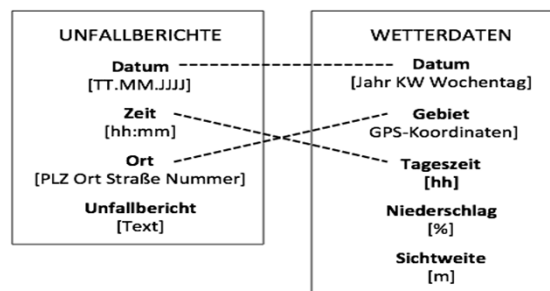 UNFALLBERICHTE
Datum
[TT.MM.JJJJ]
Zeit
[hh:mm]
Ort
[PLZ Ort Straße Nummer]
Unfallbericht
[Text]
WETTERDATEN
Datum
[Jahr KW Wochentag]
Gebiet
GPS-Koordinaten]
Tageszeit
[hh]
Niederschlag
[%]
Sichtweite
[m]